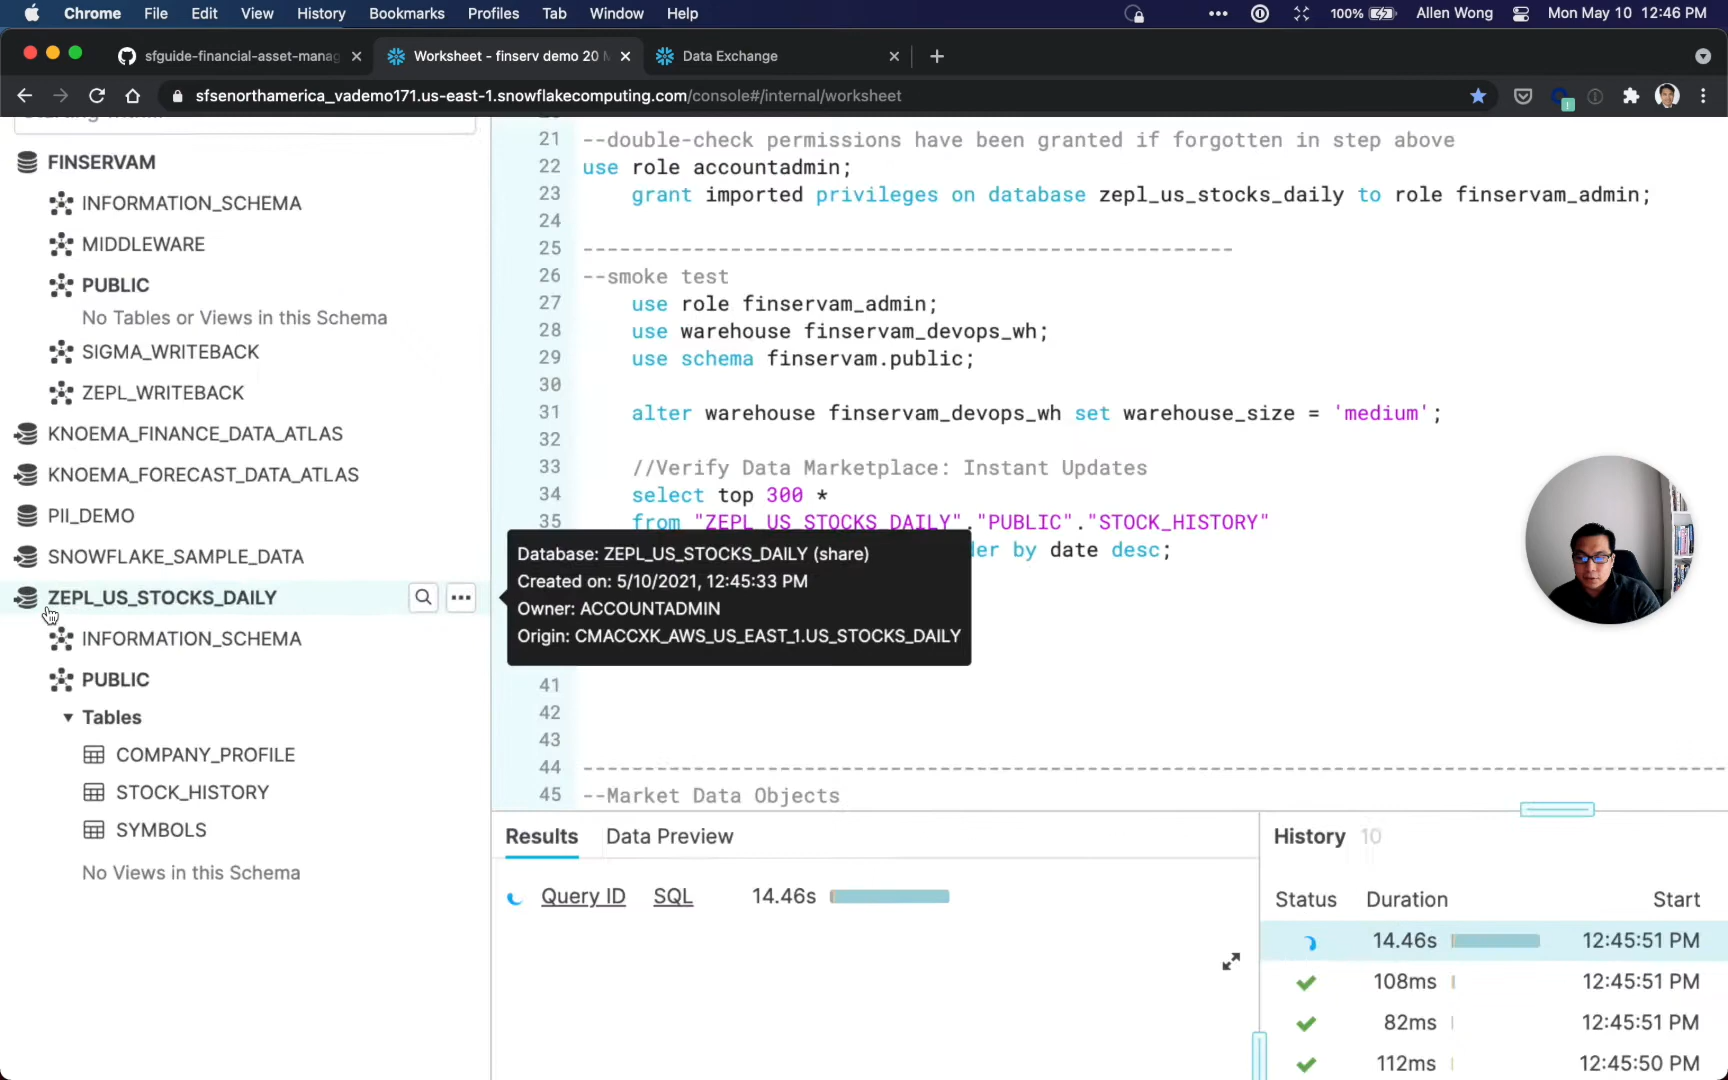 Chrome File Edit View History Bookmarks Profiles Tab Window Help 100% Allen Wong Mon May 10 12:46 PM
sfguide-financial-asset-manag Worksheet - finserv demo 20 Data Exchange
sfsenorthamerica_vademo171.us-east-1.snowflakecomputing.com/console#/internal/worksheet
FINSERVAM
INFORMATION_SCHEMA
MIDDLEWARE
PUBLIC
No Tables or Views in this Schema
SIGMA_WRITEBACK
ZEPL_WRITEBACK
KNOEMA_FINANCE_DATA_ATLAS
KNOEMA_FORECAST_DATA_ATLAS
PII_DEMO
SNOWFLAKE_SAMPLE_DATA
ZEPL_US_STOCKS_DAILY
INFORMATION_SCHEMA
PUBLIC
Tables
COMPANY_PROFILE
STOCK_HISTORY
SYMBOLS
No Views in this Schema
21 --double-check permissions have been granted if forgotten in step above
22 use role accountadmin;
23 grant imported privileges on database zepl_us_stocks_daily to role finservam_admin;
24
25 -----------------------------------------------------
26 --smoke test
27 use role finservam_admin;
28 use warehouse finservam_devops_wh;
29 use schema finservam.public;
30
31 alter warehouse finservam_devops_wh set warehouse_size = 'medium';
32
33 //Verify Data Marketplace: Instant Updates
34 select top 300 *
35 from "ZEPL_US_STOCKS_DAILY"."PUBLIC"."STOCK_HISTORY"
der by date desc;
Database: ZEPL_US_STOCKS_DAILY (share)
Created on: 5/10/2021, 12:45:33 PM
Owner: ACCOUNTADMIN
Origin: CMACCXK_AWS_US_EAST_1.US_STOCKS_DAILY
41
42
43
44 ---------------------------------------------------------------------------------------------
45 --Market Data Objects
Results Data Preview
Query ID SQL 14.46s
History 10
Status Duration Start
14.46s 12:45:51 PM
108ms 12:45:51 PM
82ms 12:45:51 PM
112ms 12:45:50 PM